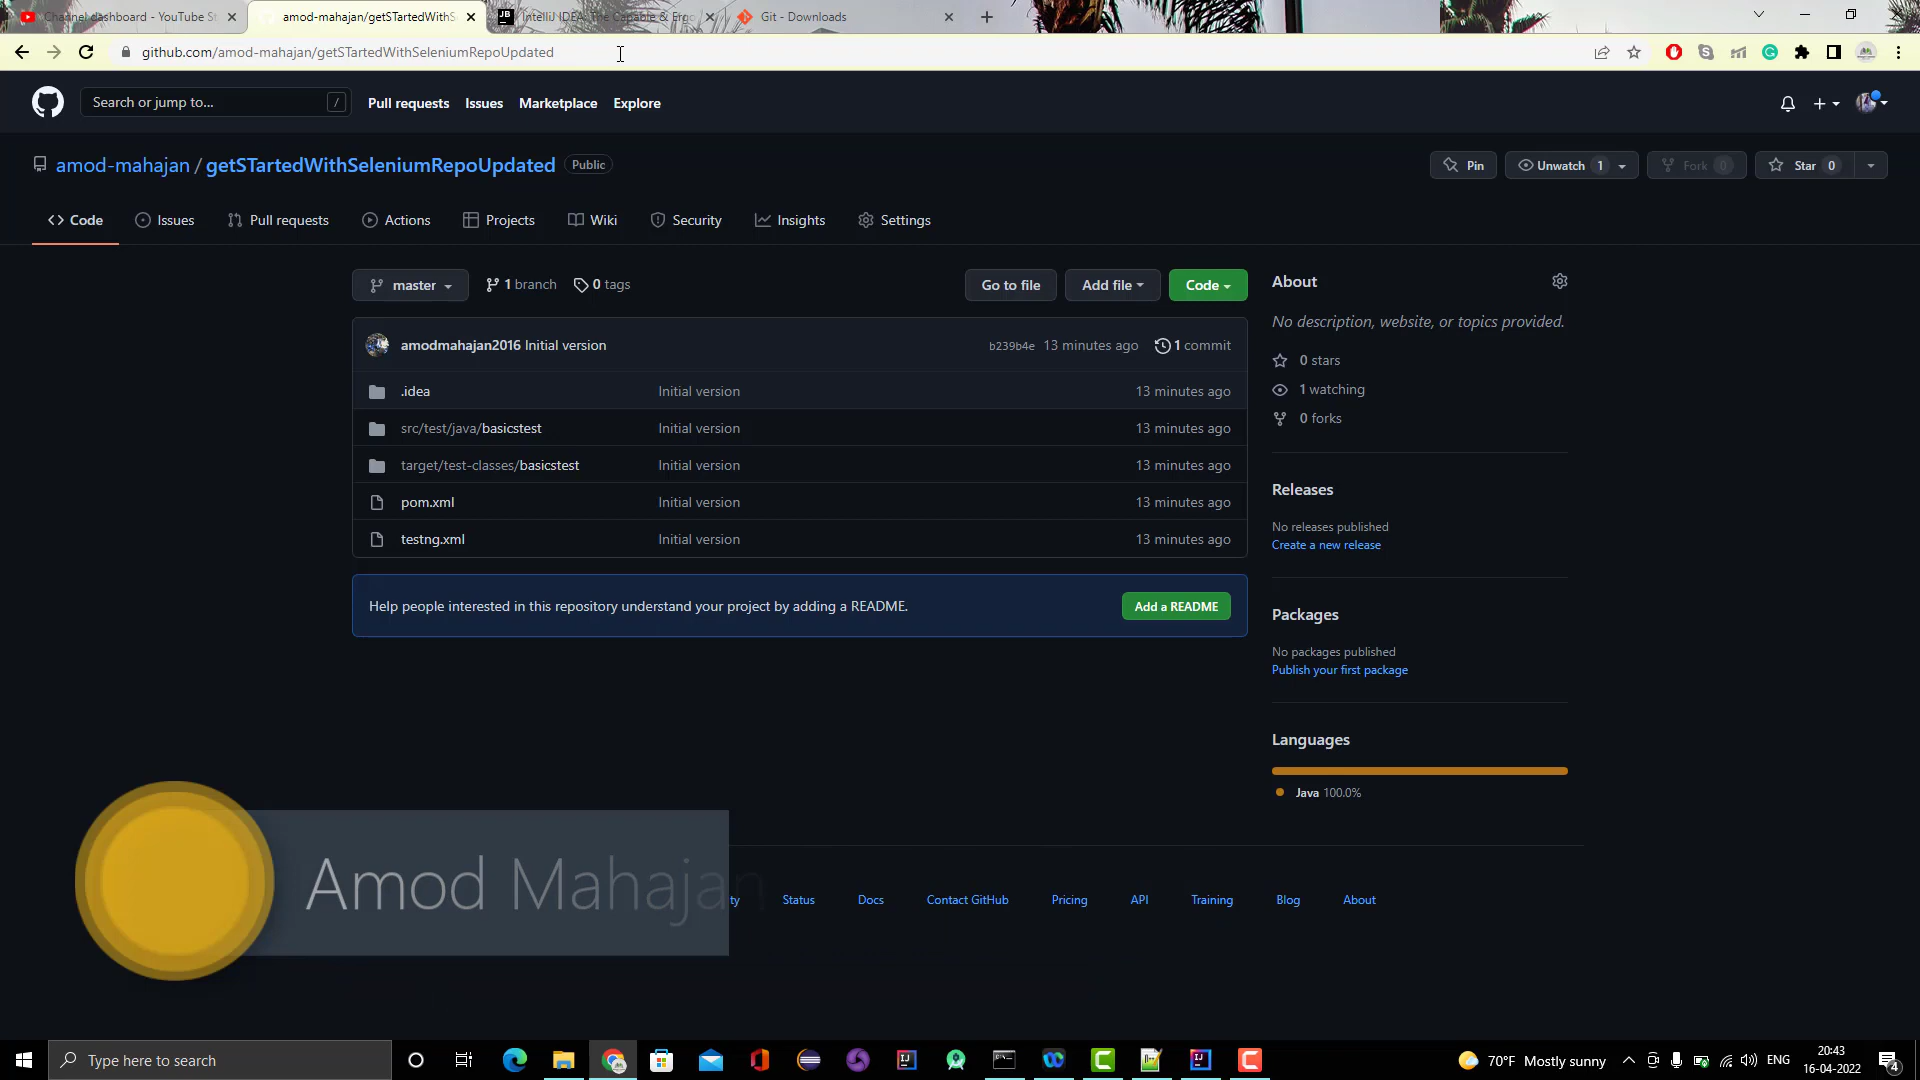 Channel dashboard - YouTube St
amod-mahajan/getSTartedWithS
IntelliJ IDEA: The Capable & Ergo
Git - Downloads
github.com/amod-mahajan/getSTartedWithSeleniumRepoUpdated
Search or jump to... /
Pull requests Issues Marketplace Explore
amod-mahajan / getSTartedWithSeleniumRepoUpdated Public
Pin Unwatch 1 Fork 0 Star 0
<> Code Issues Pull requests Actions Projects Wiki Security Insights Settings
master 1 branch 0 tags Go to file Add file Code
amodmahajan2016 Initial version b239b4e 13 minutes ago 1 commit
.idea Initial version 13 minutes ago
src/test/java/basicstest Initial version 13 minutes ago
target/test-classes/basicstest Initial version 13 minutes ago
pom.xml Initial version 13 minutes ago
testng.xml Initial version 13 minutes ago
Help people interested in this repository understand your project by adding a README. Add a README
About
No description, website, or topics provided.
0 stars
1 watching
0 forks
Releases
No releases published
Create a new release
Packages
No packages published
Publish your first package
Languages
Java 100.0%
Amod Mahajan
ty Status Docs Contact GitHub Pricing API Training Blog About
Type here to search
70°F Mostly sunny ENG
20:43
16-04-2022
4